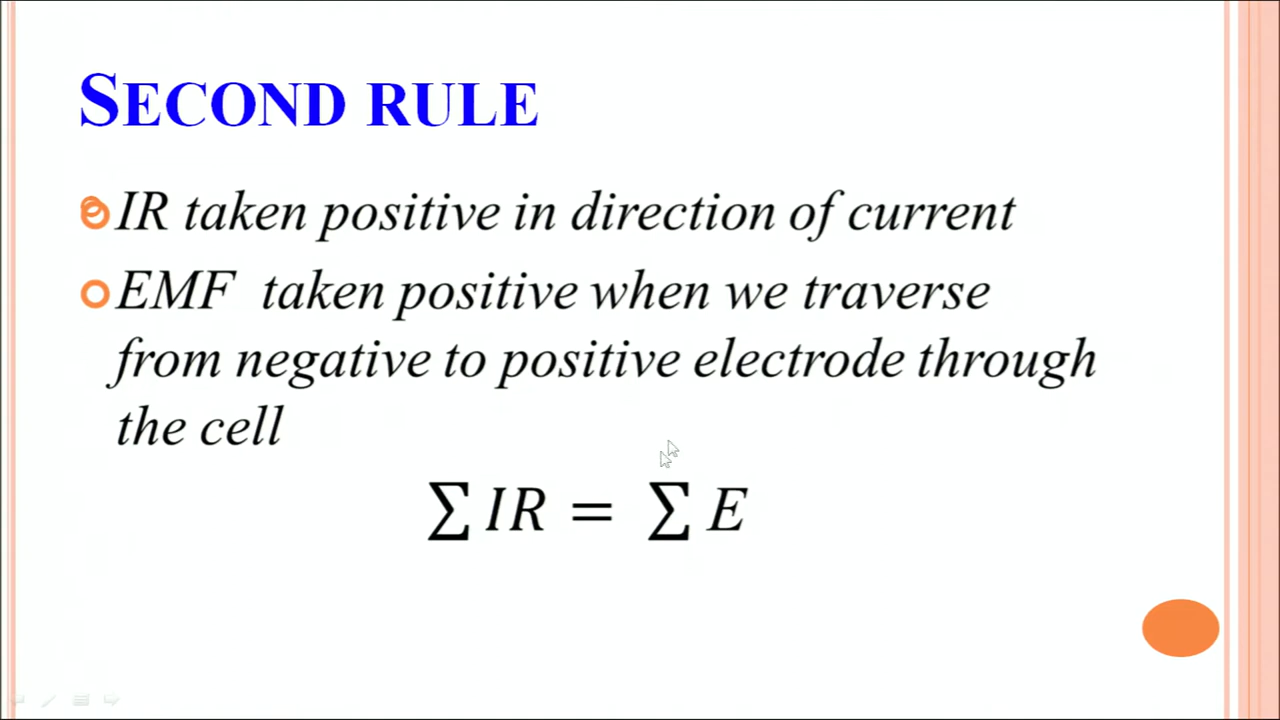 SECOND RULE
IR taken positive in direction of current
EMF taken positive when we traverse
from negative to positive electrode through
the cell
∑ IR = ∑ E